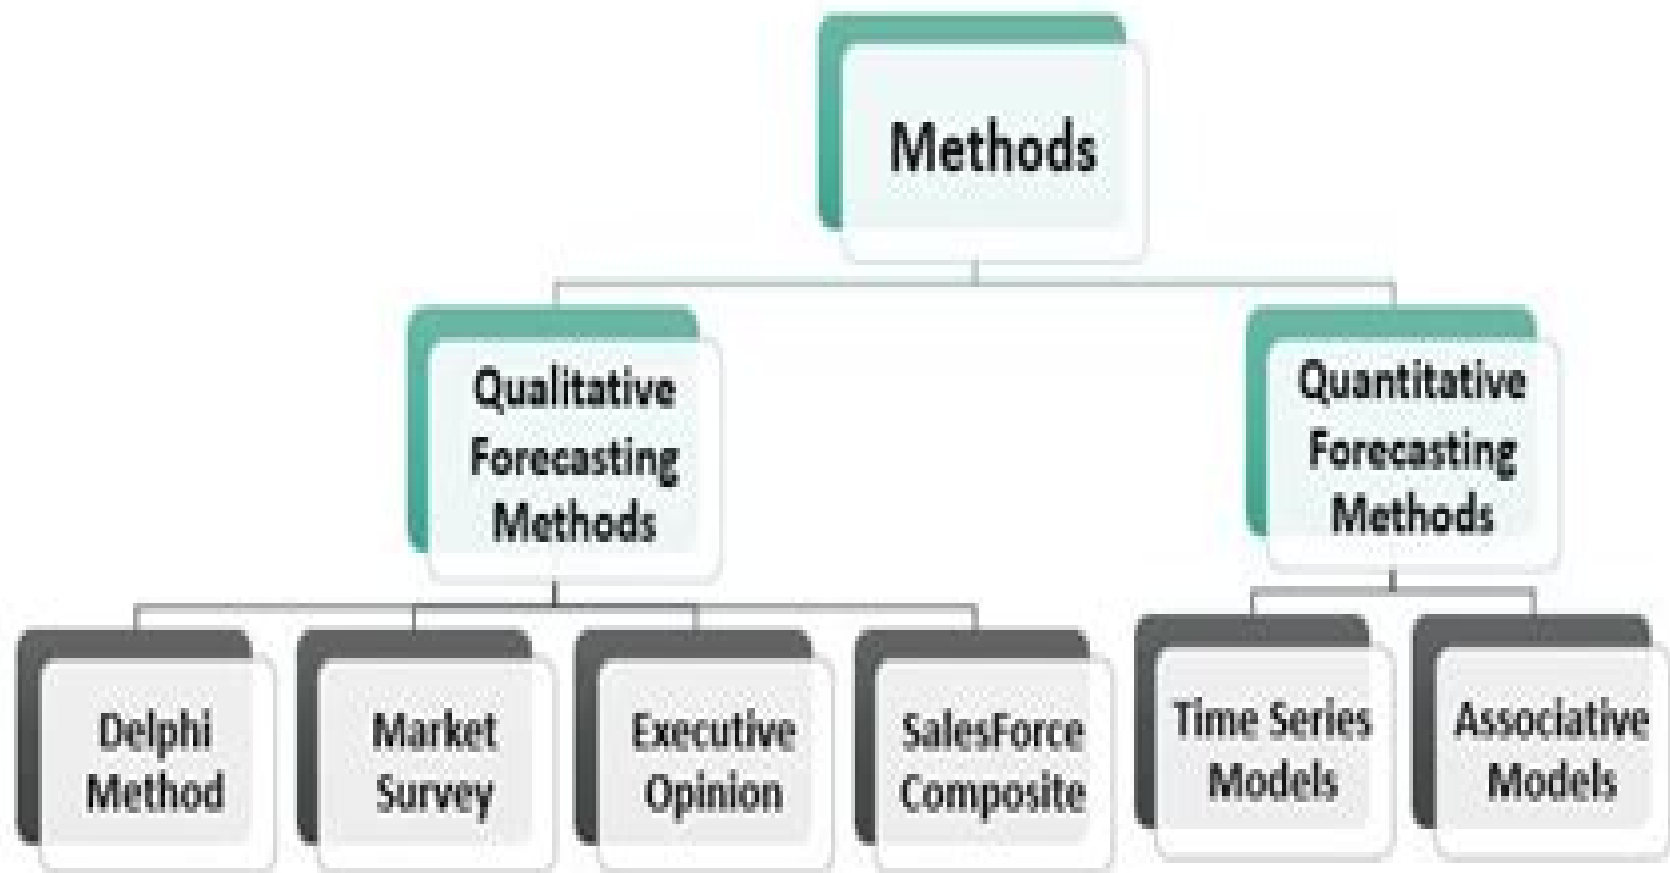 Methods
Qualitative
Forecasting
Methods
Quantitative
Forecasting
Methods
Delphi
Method
Market
Survey
Executive
Opinion
SalesForce
Composite
Time Series
Models
Associative
Models